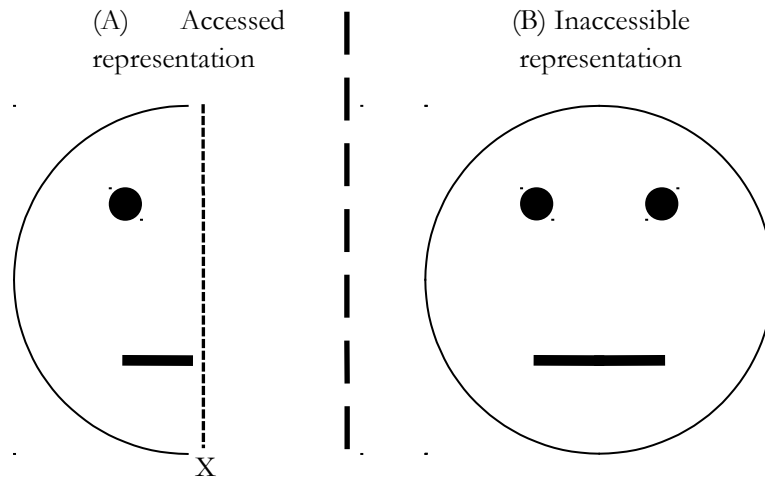 (A) Accessed
representation
(B) Inaccessible
representation
X